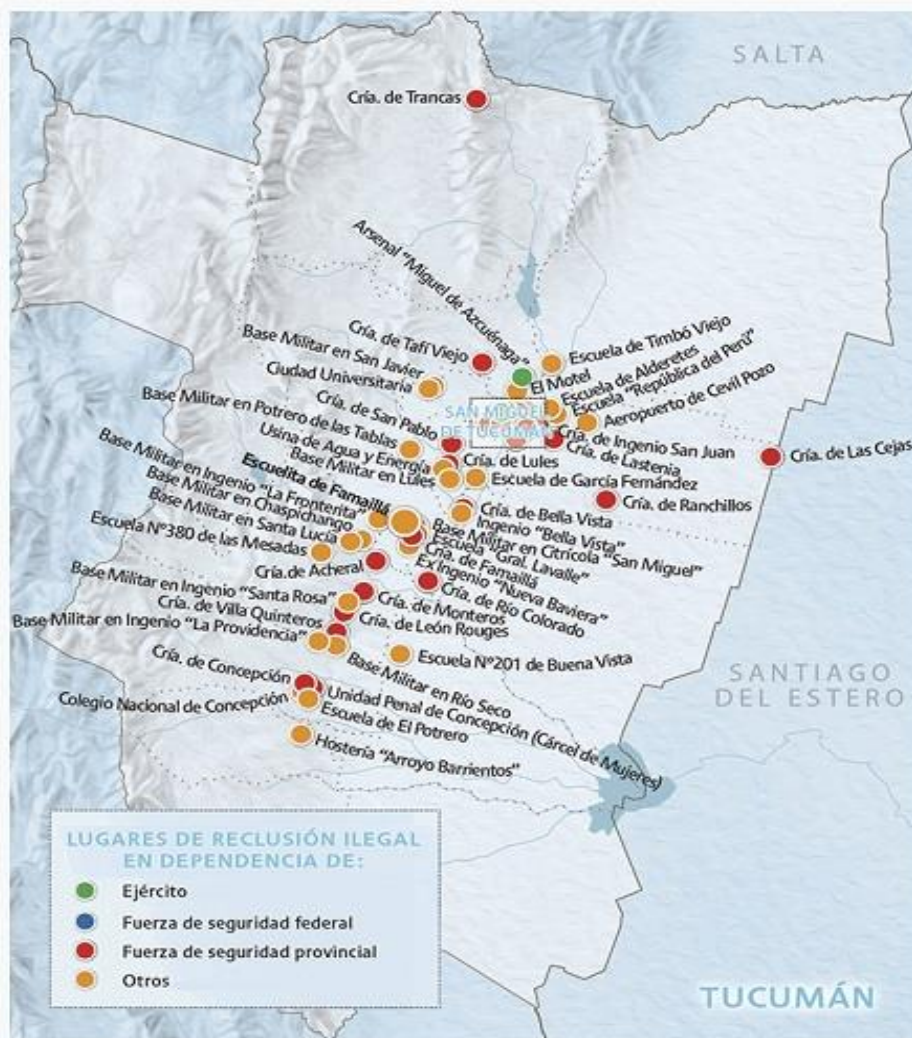 SALTA
Cría. de Trancas
Arsenal "Miguel de Azcuénaga"
Cría. de Tafí Viejo
Escuela de Timbó Viejo
Base Militar en San Javier
El Motel
Escuela de Alderetes
Ciudad Universitaria
Escuela "República del Perú"
Aeropuerto de Cevil Pozo
Cría. de San Pablo
SAN MIGUEL
DE TUCUMÁN
Base Militar en Potrero de las Tablas
Cría. de Ingenio San Juan
Cría. de Lastenia
Usina de Agua y Energía
Cría. de Lules
Cría. de Las Cejas
Base Militar en Lules
Escuela de García Fernández
Base Militar en Ingenio "La Fronterita"
Escuelita de Famaillá
Cría. de Ranchillos
Base Militar en Chaspichango
Cría. de Bella Vista
Ingenio "Bella Vista"
Base Militar en Santa Lucía
Base Militar en Citrícola "San Miguel"
Escuela Nº380 de las Mesadas
Escuela "Gral. Lavalle"
Cría. de Famaillá
Cría.de Acheral
Ex Ingenio "Nueva Baviera"
Cría. de Río Colorado
Base Militar en Ingenio "Santa Rosa"
Cría. de Monteros
Cría. de Villa Quinteros
Cría. de León Rouges
Base Militar en Ingenio "La Providencia"
Base Militar en Río Seco
Escuela Nº201 de Buena Vista
Cría. de Concepción
Unidad Penal de Concepción (Cárcel de Mujeres)
Colegio Nacional de Concepción
Escuela de El Potrero
Hostería "Arroyo Barrientos"
SANTIAGO
DEL ESTERO
LUGARES DE RECLUSIÓN ILEGAL
EN DEPENDENCIA DE:
Ejército
Fuerza de seguridad federal
Fuerza de seguridad provincial
Otros
TUCUMÁN